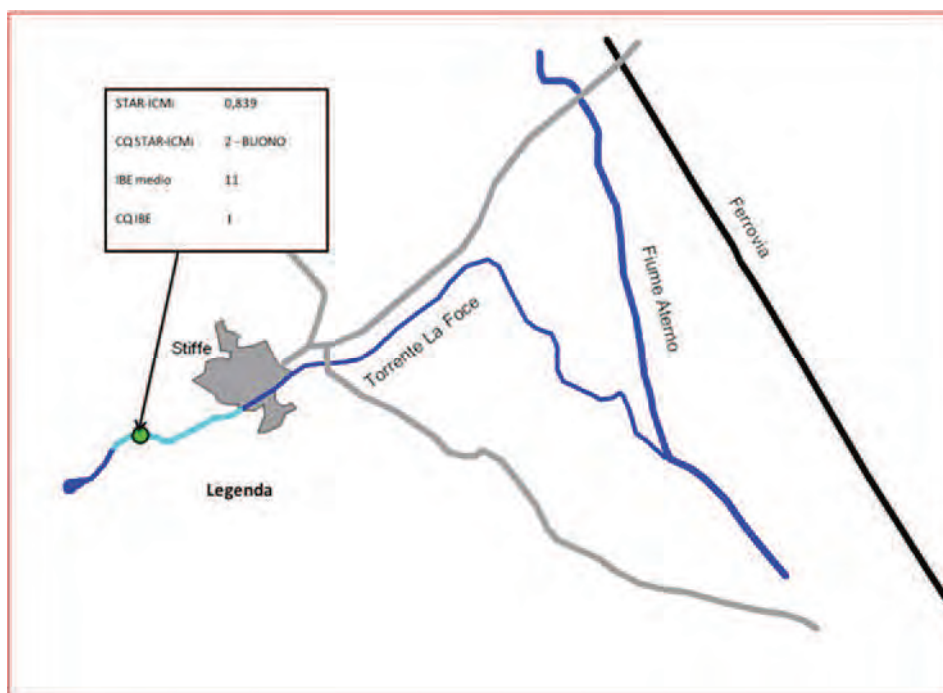 STAR-ICMi 0,839
CQ STAR-ICMi 2 - BUONO
IBE medio 11
CQ IBE I
Stiffe
Torrente La Foce
Fiume Aterno
Ferrovia
Legenda